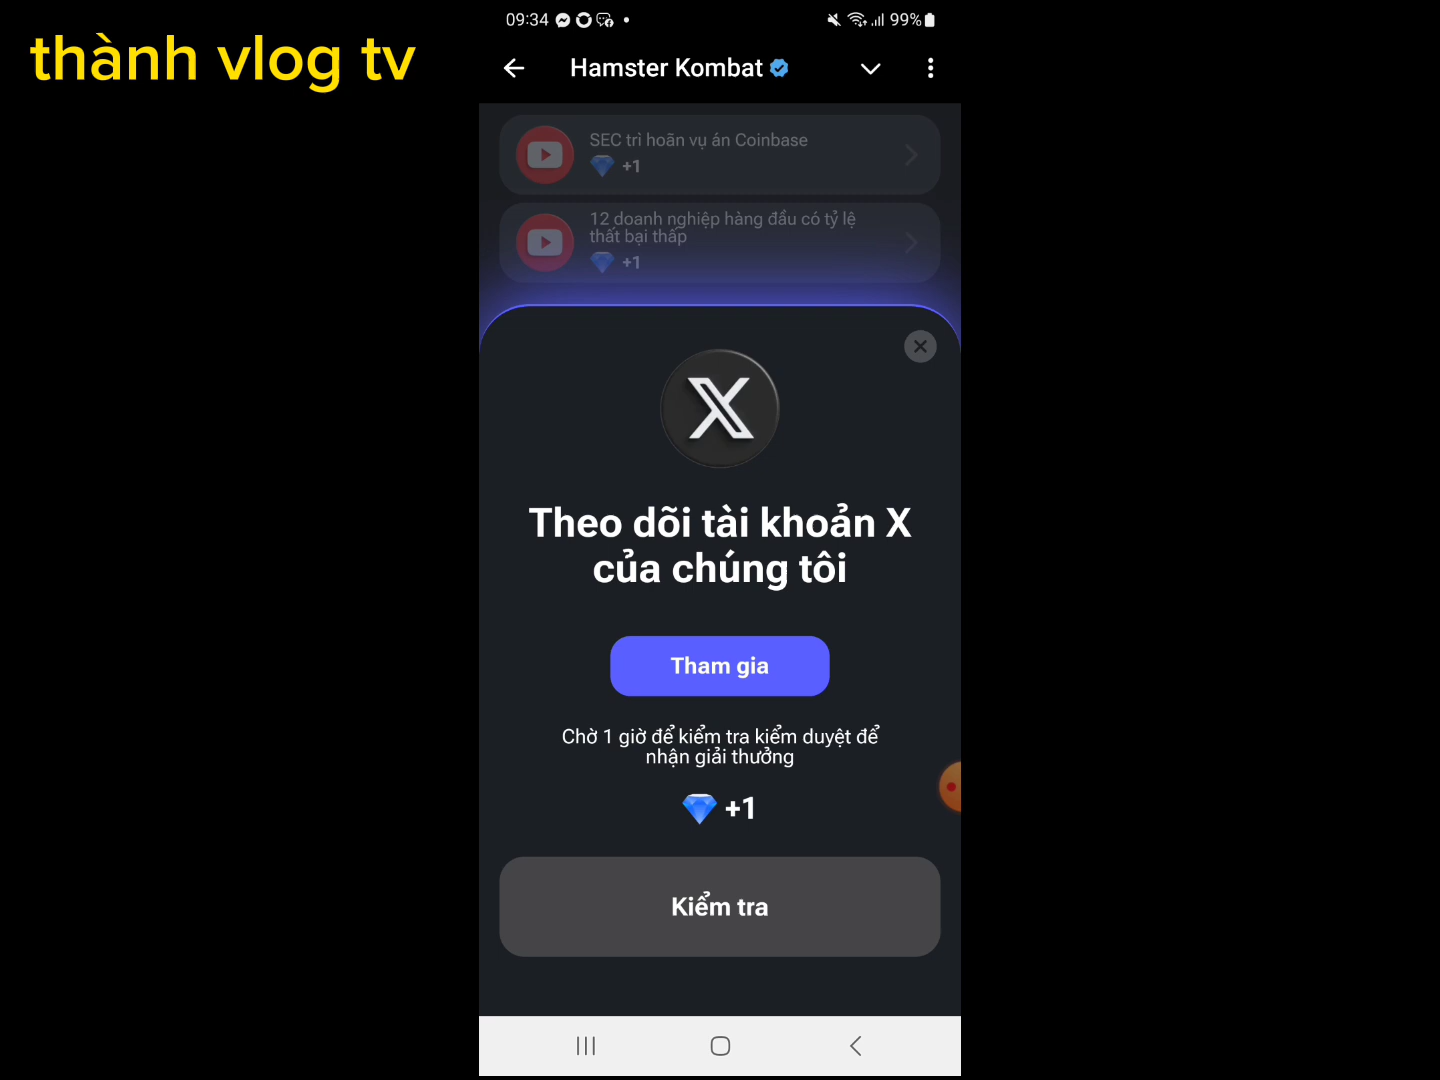 thành vlog tv
09:34
99%
Hamster Kombat
SEC trì hoãn vụ án Coinbase
+1
12 doanh nghiệp hàng đầu có tỷ lệ
thất bại thấp
+1
Theo dõi tài khoản X
của chúng tôi
Tham gia
Chờ 1 giờ để kiểm tra kiểm duyệt để
nhận giải thưởng
+1
Kiểm tra